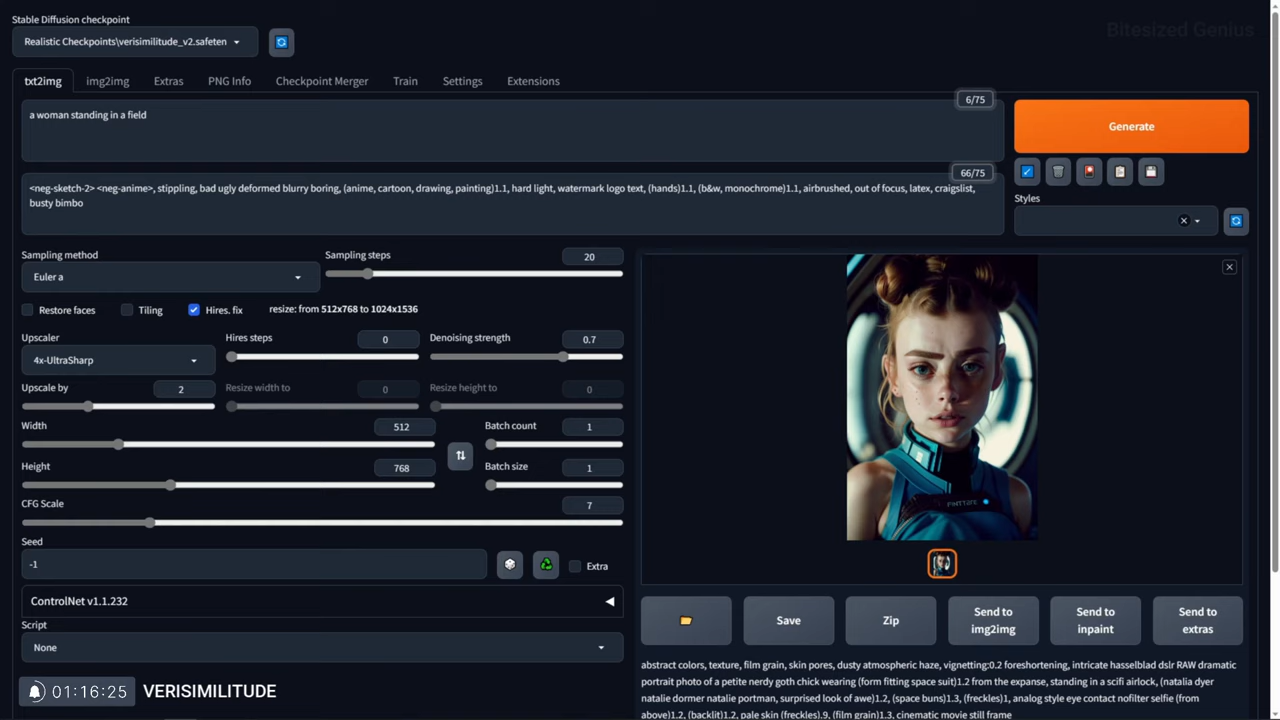 Stable Diffusion checkpoint
Bitesized Genius
Realistic Checkpoints\verisimilitude_v2.safeten
txt2img img2img Extras PNG Info Checkpoint Merger Train Settings Extensions
6/75
a woman standing in a field
Generate
66/75
<neg-sketch-2> <neg-anime>, stippling, bad ugly deformed blurry boring, (anime, cartoon, drawing, painting)1.1, hard light, watermark logo text, (hands)1.1, (b&w, monochrome)1.1, airbrushed, out of focus, latex, craigslist,
busty bimbo
Styles
Sampling method
Sampling steps
20
Euler a
Restore faces Tiling Hires. fix resize: from 512x768 to 1024x1536
Upscaler
Hires steps
0
Denoising strength
0.7
4x-UltraSharp
Upscale by
2
Resize width to
0
Resize height to
0
Width
512
Batch count
1
Height
768
Batch size
1
CFG Scale
7
Seed
-1
Extra
ControlNet v1.1.232
Script
None
Save
Zip
Send to
img2img
Send to
inpaint
Send to
extras
abstract colors, texture, film grain, skin pores, dusty atmospheric haze, vignetting:0.2 foreshortening, intricate hasselblad dslr RAW dramatic
portrait photo of a petite nerdy goth chick wearing (form fitting space suit)1.2 from the expanse, standing in a scifi airlock, (natalia dyer
natalie dormer natalie portman, surprised look of awe)1.2, (space buns)1.3, (freckles)1, analog style eye contact nofilter selfie (from
above)1.2, (backlit)1.2, pale skin (freckles).9, (film grain)1.3, cinematic movie still frame
01:16:25 VERISIMILITUDE